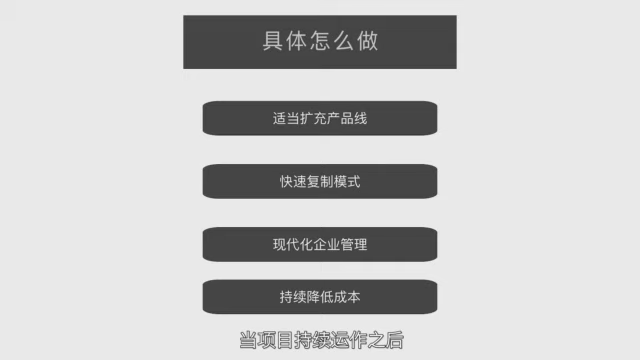 具体怎么做
适当扩充产品线
快速复制模式
现代化企业管理
持续降低成本
当项目持续运作之后